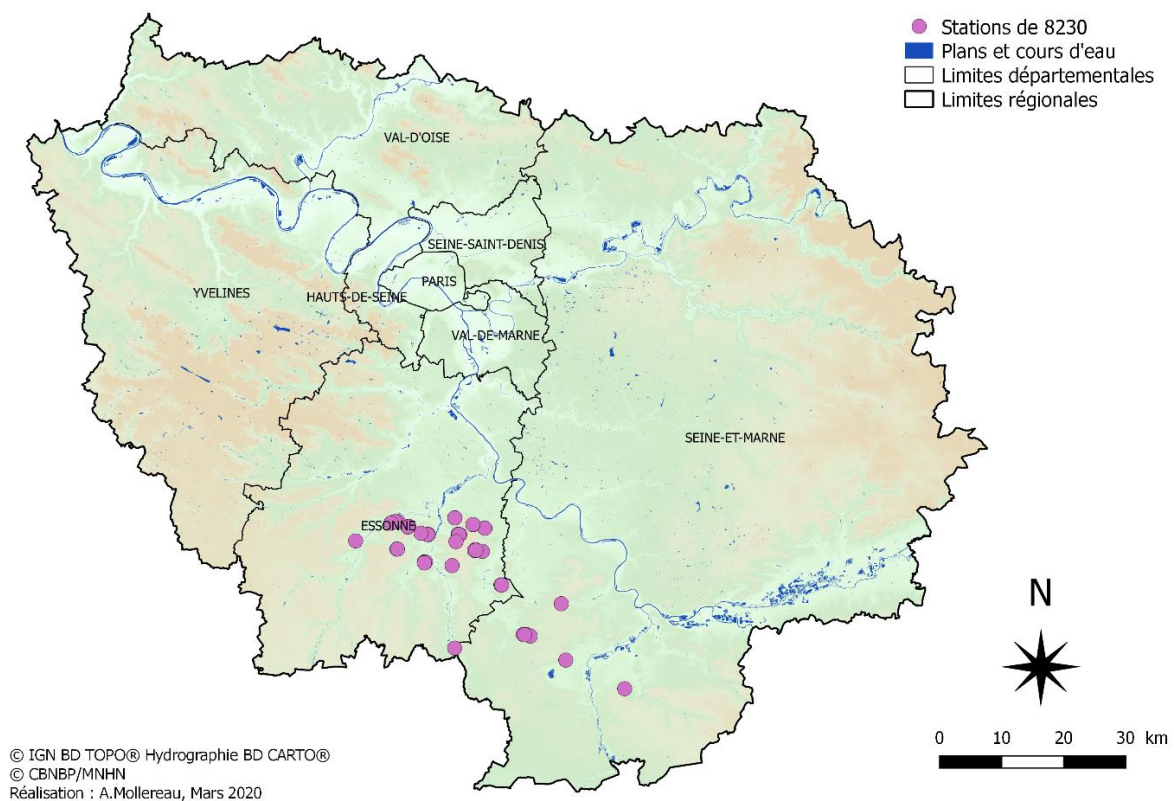 Stations de 8230
Plans et cours d'eau
Limites départementales
Limites régionales
VAL-D'OISE
SEINE-SAINT-DENIS
PARIS
YVELINES
HAUTS-DE-SEINE
VAL-DE-MARNE
SEINE-ET-MARNE
ESSONNE
N
0 10 20 30 km
© IGN BD TOPO® Hydrographie BD CARTO®
© CBNBP/MNHN
Réalisation : A.Mollereau, Mars 2020